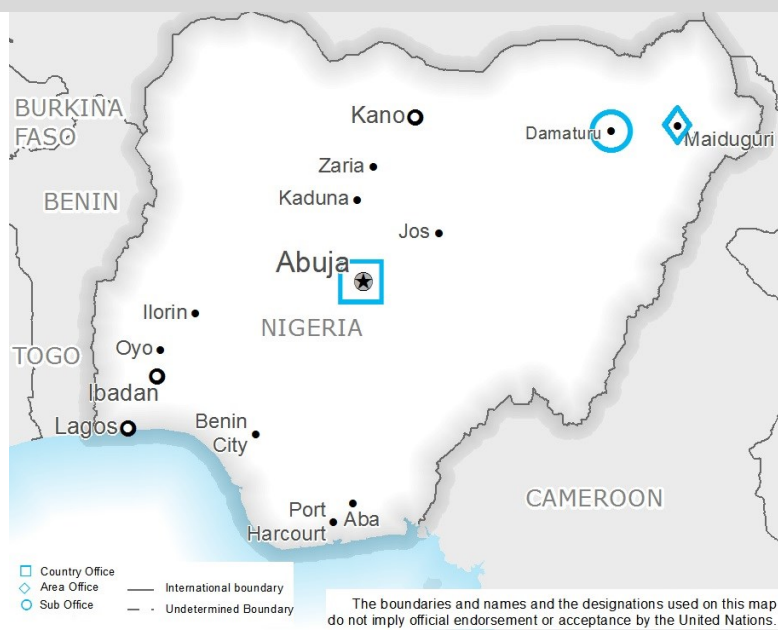 BURKINA
FASO
BENIN
TOGO
Kano
Zaria
Kaduna
Jos
Damaturu
Maiduguri
Abuja
NIGERIA
Ilorin
Oyo
Ibadan
Lagos
Benin
City
Port
Harcourt
Aba
CAMEROON
Country Office
Area Office
Sub Office
International boundary
Undetermined Boundary
The boundaries and names and the designations used on this map
do not imply official endorsement or acceptance by the United Nations.